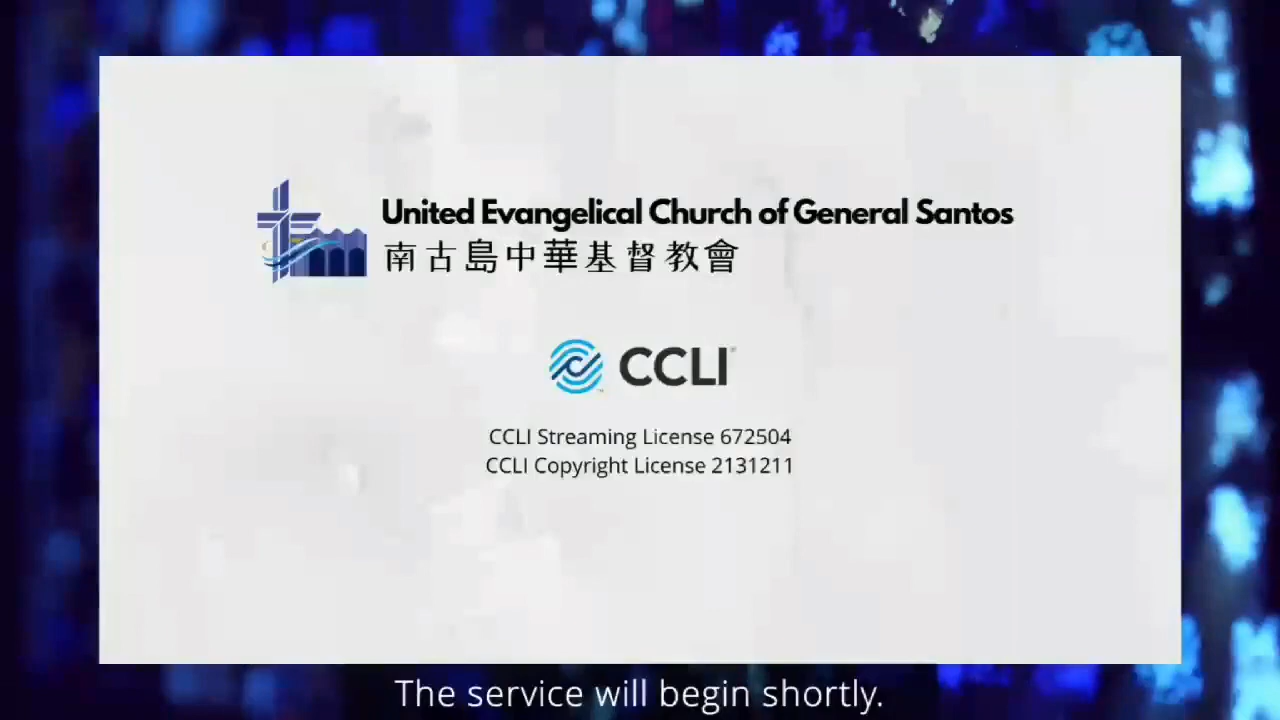 United Evangelical Church of General Santos
南古島中華基督教會
CCLI
CCLI Streaming License 672504
CCLI Copyright License 2131211
The service will begin shortly.